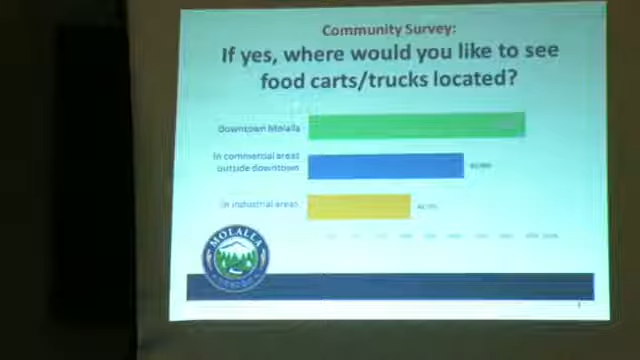 Community Survey:
If yes, where would you like to see
food carts/trucks located?
Downtown Molalla
In commercial areas
outside downtown
In industrial areas
MOLALLA
OREGON